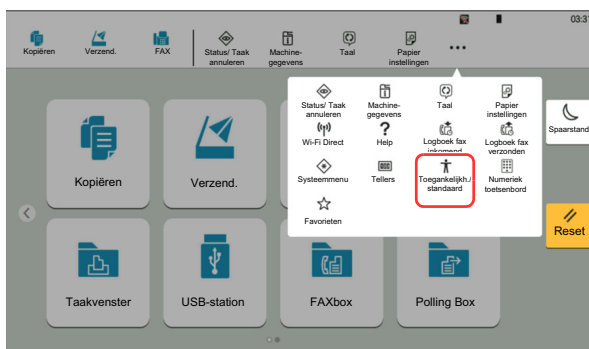 03:31
Kopiëren
Verzend.
FAX
Status/ Taak
annuleren
Machine-
gegevens
Taal
Papier
instellingen
Status/ Taak
annuleren
Machine-
gegevens
Taal
Papier
instellingen
Wi-Fi Direct
Help
Logboek fax
inkomend
Logboek fax
verzonden
Systeemmenu
Tellers
Toegankelijkh./
standaard
Numeriek
toetsenbord
Favorieten
Spaarstand
Reset
Kopiëren
Verzend.
Taakvenster
USB-station
FAXbox
Polling Box